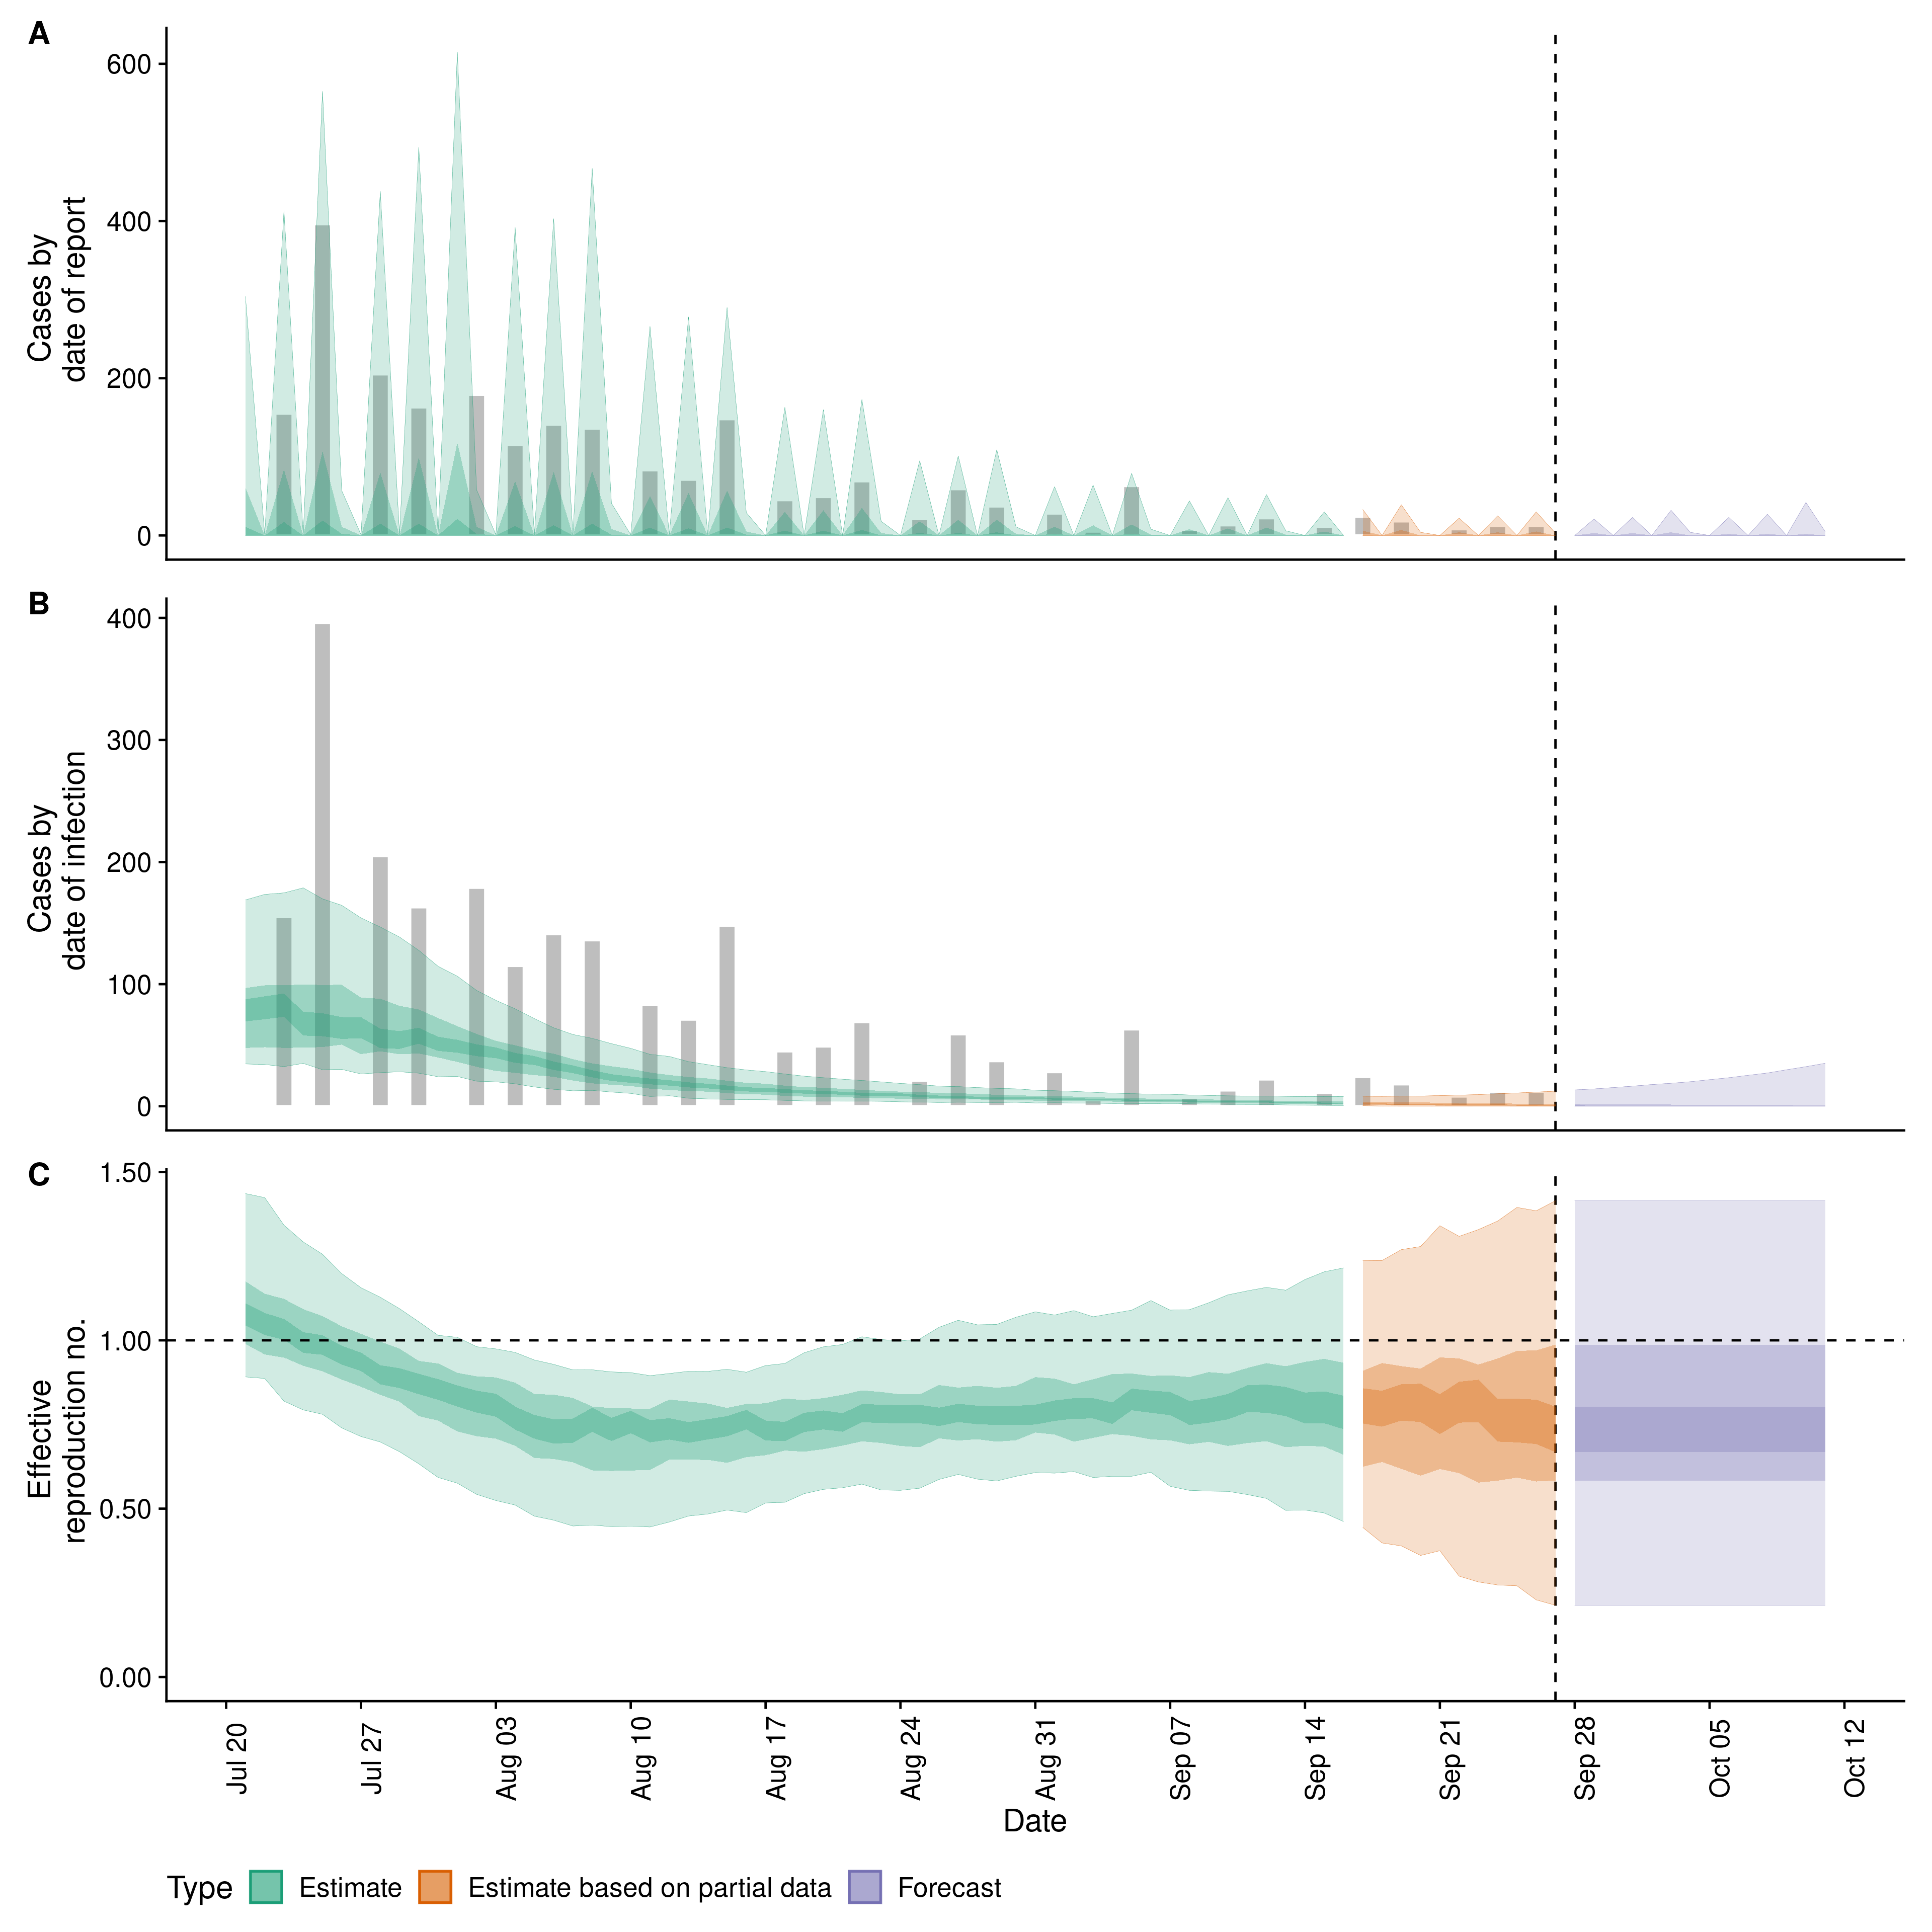 A
600
400
200
0
Cases by
date of report
B
400
300
200
100
0
Cases by
date of infection
C
1.50
1.00
0.50
0.00
Effective
reproduction no.
Jul 20
Jul 27
Aug 03
Aug 10
Aug 17
Aug 24
Aug 31
Sep 07
Sep 14
Sep 21
Sep 28
Oct 05
Oct 12
Date
Type Estimate Estimate based on partial data Forecast